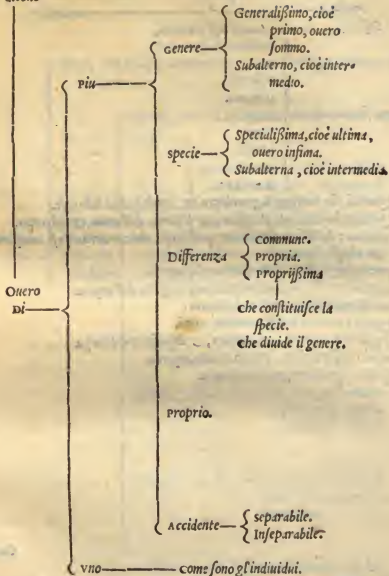 Generalißimo, cioè
primo, ouero
ſommo.
Genere
Subalterno, cioè inter-
medio.
Piu
Specialißima, cioè ultima,
ouero infima.
specie
Subalterna, cioè intermedia.
Commune.
Differenza
Propria.
Proprijßima
che conſtituiſce la
ſpecie.
che diuide il genere.
Ouero
Di
Proprio.
Accidente
separabile.
Inseparabile.
Vno
Come ſono gl'indiuidui.